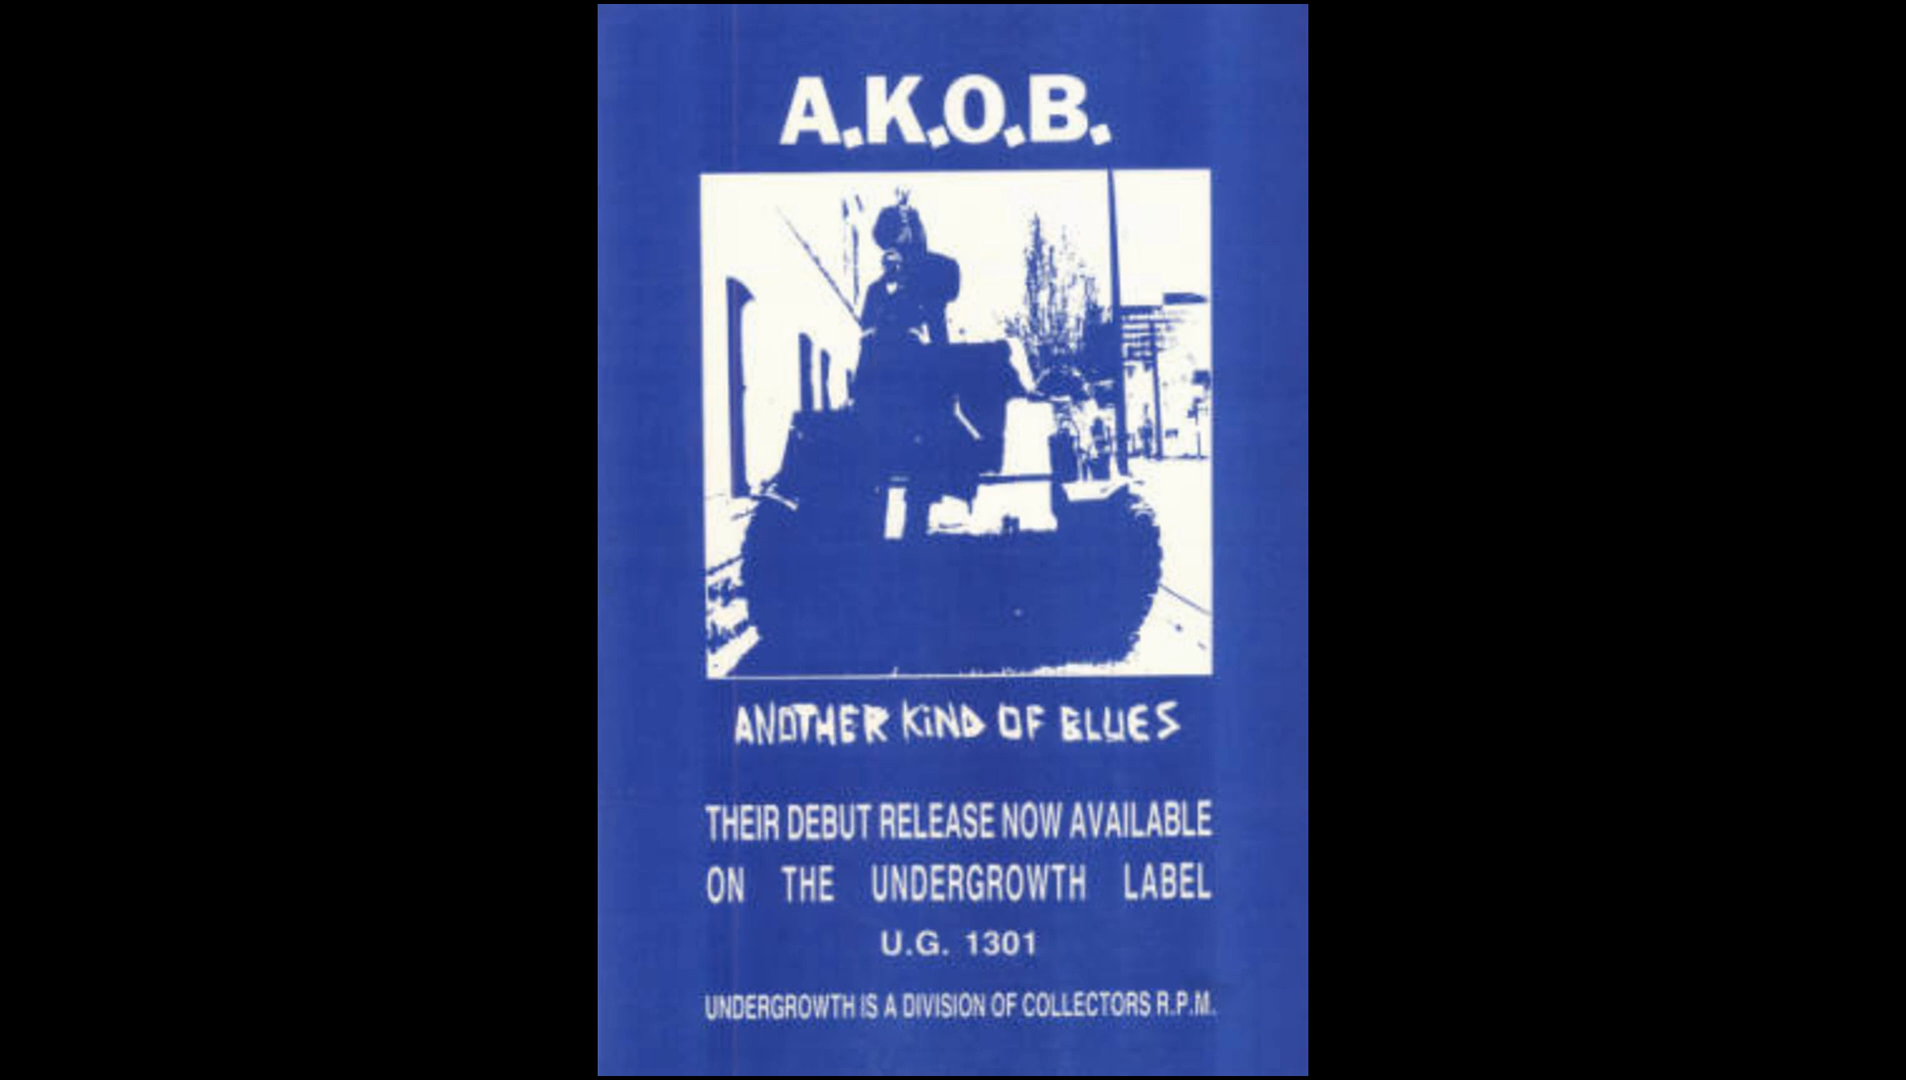 A.K.O.B.
ANOTHER KiND OF BLUES
THEIR DEBUT RELEASE NOW AVAILABLE
ON THE UNDERGROWTH LABEL
U.G. 1301
UNDERGROWTH IS A DIVISION OF COLLECTORS R.P.M.